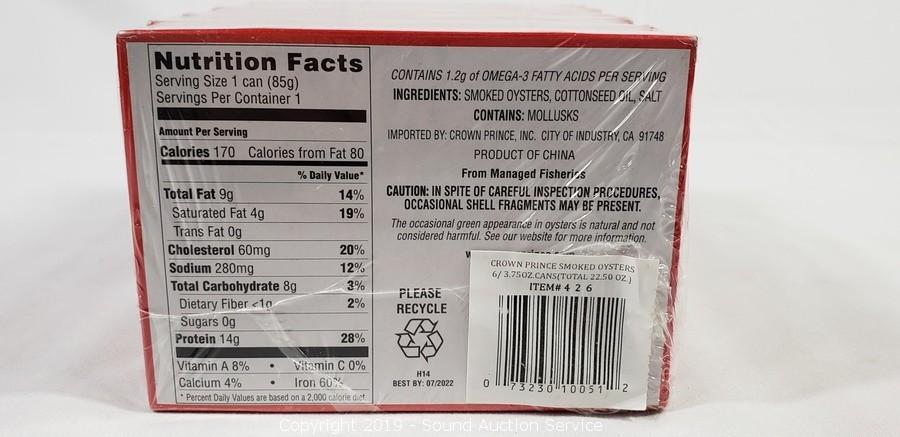 Nutrition Facts
Serving Size 1 can (85g)
Servings Per Container 1
Amount Per Serving
Calories 170 Calories from Fat 80
% Daily Value*
Total Fat 9g 14%
Saturated Fat 4g 19%
Trans Fat 0g
Cholesterol 60mg 20%
Sodium 280mg 12%
Total Carbohydrate 8g 3%
Dietary Fiber <1g 2%
Sugars 0g
Protein 14g 28%
Vitamin A 8% • Vitamin C 0%
Calcium 4% • Iron 60%
* Percent Daily Values are based on a 2,000 calorie diet.
CONTAINS 1.2g of OMEGA-3 FATTY ACIDS PER SERVING
INGREDIENTS: SMOKED OYSTERS, COTTONSEED OIL, SALT
CONTAINS: MOLLUSKS
IMPORTED BY: CROWN PRINCE, INC. CITY OF INDUSTRY, CA 91748
PRODUCT OF CHINA
From Managed Fisheries
CAUTION: IN SPITE OF CAREFUL INSPECTION PROCEDURES,
OCCASIONAL SHELL FRAGMENTS MAY BE PRESENT.
The occasional green appearance in oysters is natural and not
considered harmful. See our website for more information.
PLEASE
RECYCLE
H14
BEST BY: 07/2022
CROWN PRINCE SMOKED OYSTERS
6/ 3.75OZ.CANS(TOTAL 22.50 OZ.)
ITEM# 4 2 6
0 73230 10051 2
Copyright 2019 - Sound Auction Service